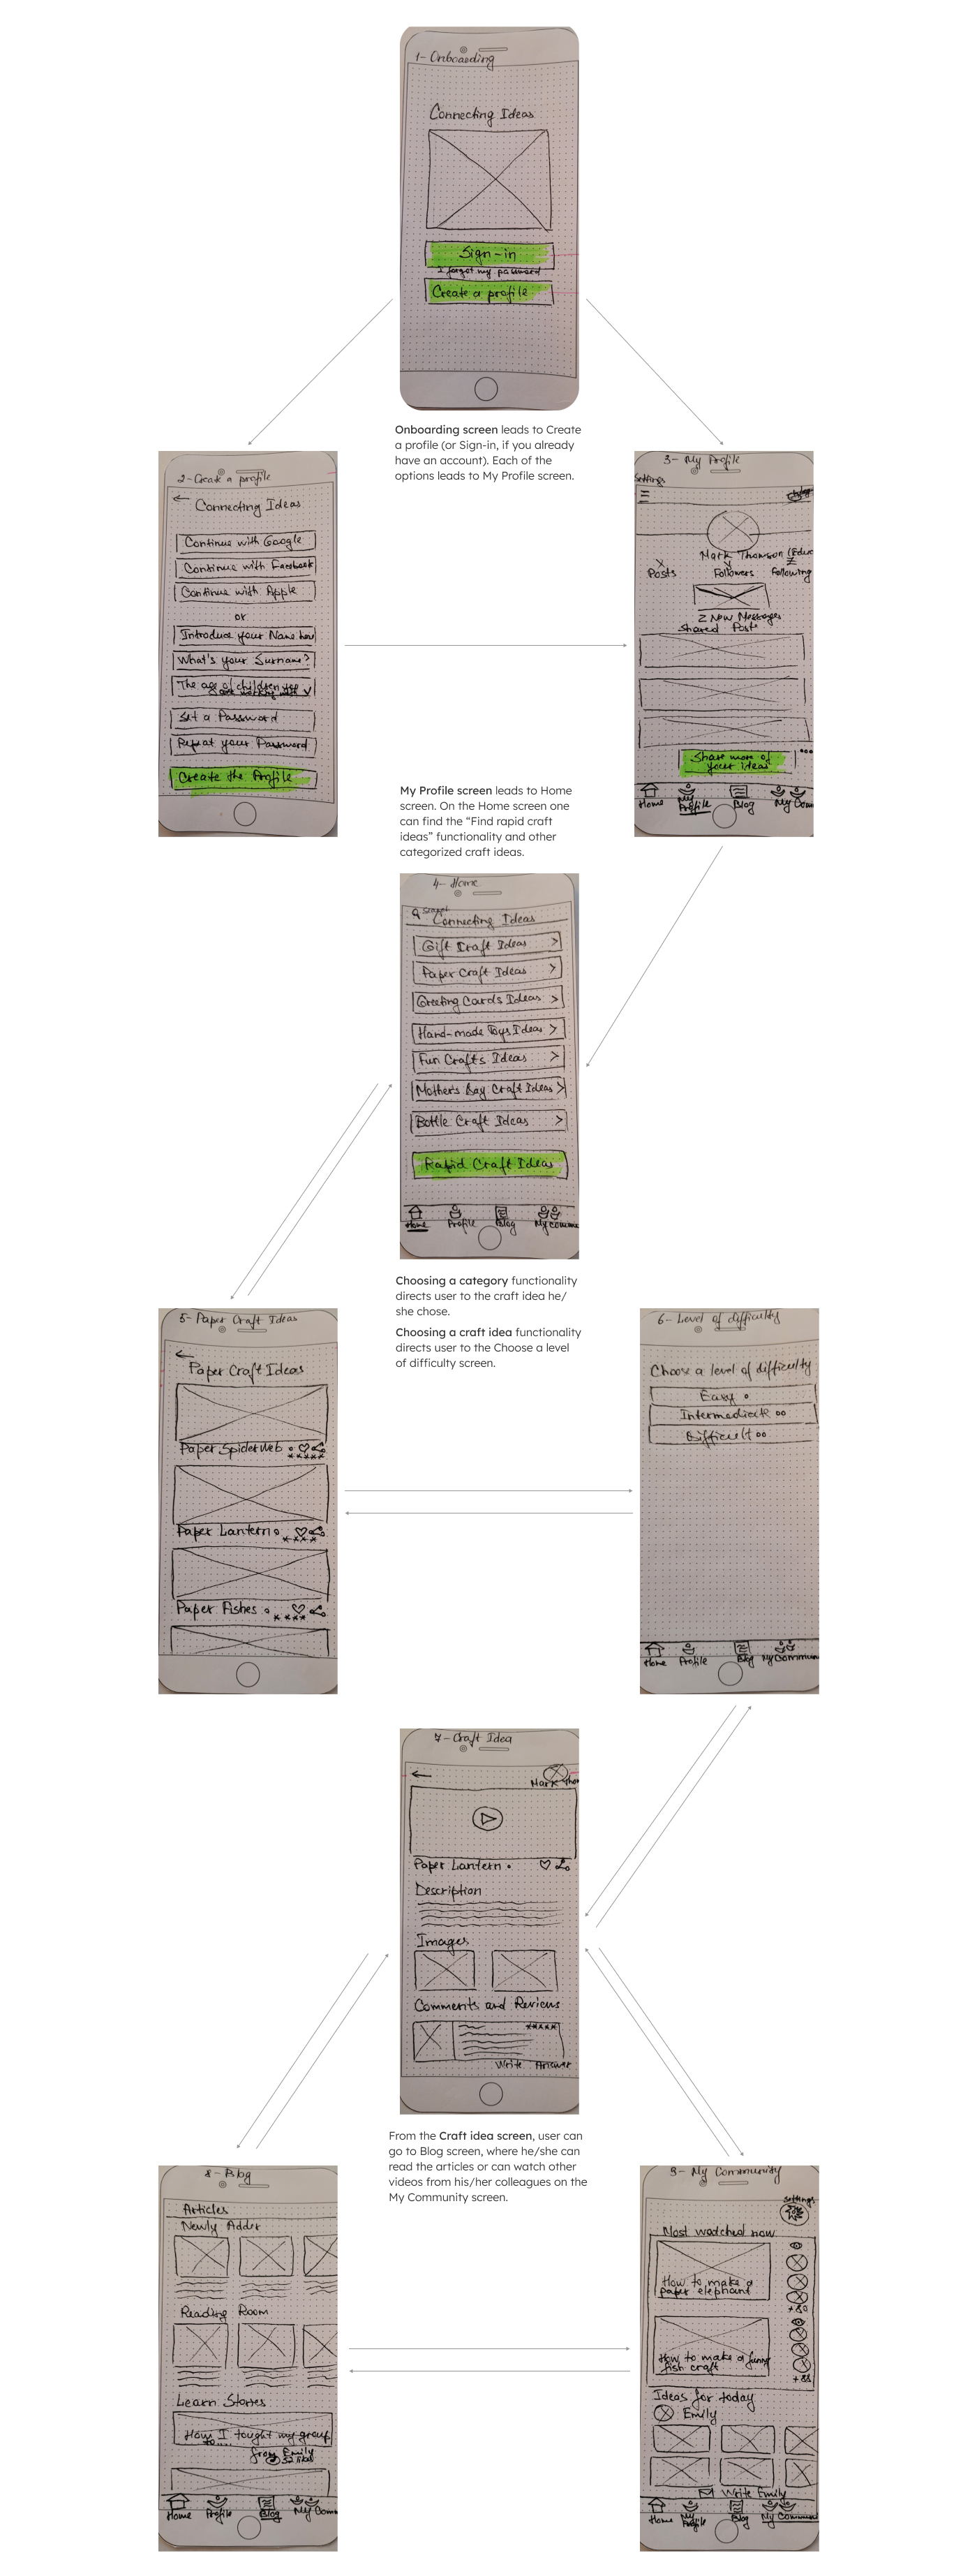 1- Onboarding
Connecting Ideas
Sign-in
I forgot my password
Create a profile
Onboarding screen leads to Create
a profile (or Sign-in, if you already
have an account). Each of the
options leads to My Profile screen.
2- Create a profile
Connecting Ideas
Continue with Google
Continue with Facebook
Continue with Apple
or
Introduce your Name here
What's your Surname?
The age of children you
are working with
Set a Password
Repeat your Password
Create the Profile
3- My Profile
Settings
Mark Thomson (Educ
Posts
Followers
Following
2 New Messages
Shared Posts
Share more of
your ideas
Home
My
Profile
Blog
My Com
My Profile screen leads to Home
screen. On the Home screen one
can find the “Find rapid craft
ideas” functionality and other
categorized craft ideas.
4- Home
Search
Connecting Ideas
Gift Craft Ideas >
Paper Craft Ideas >
Greeting Cards Ideas >
Hand-made Toys Ideas >
Fun Crafts Ideas >
Mother's Day Craft Ideas >
Bottle Craft Ideas >
Rapid Craft Ideas
Home
Profile
Blog
My commu
Choosing a category functionality
directs user to the craft idea he/
she chose.
Choosing a craft idea functionality
directs user to the Choose a level
of difficulty screen.
5- Paper Craft Ideas
Paper Craft Ideas
Paper Spider Web
Paper Lantern
Paper Fishes
6- Level of difficulty
Choose a level of difficulty
Easy
Intermediate
Difficult
Home
Profile
Blog
My Commun
7- Craft Idea
Mark Thom
Paper Lantern
Description
Images
Comments and Reviews
Write Answer
From the Craft idea screen, user can
go to Blog screen, where he/she can
read the articles or can watch other
videos from his/her colleagues on the
My Community screen.
8- Blog
Articles
Newly Added
Reading Room
Learn Stories
How I tought my group
to...
from Emily
52 likes
Home
Profile
Blog
My Comm
9- My Community
Settings
Most watched now
How to make a
paper elephant
+80
How to make a funny
fish craft
+88
Ideas for today
Emily
Write Emily
Home
My
Profile
Blog
My Commun